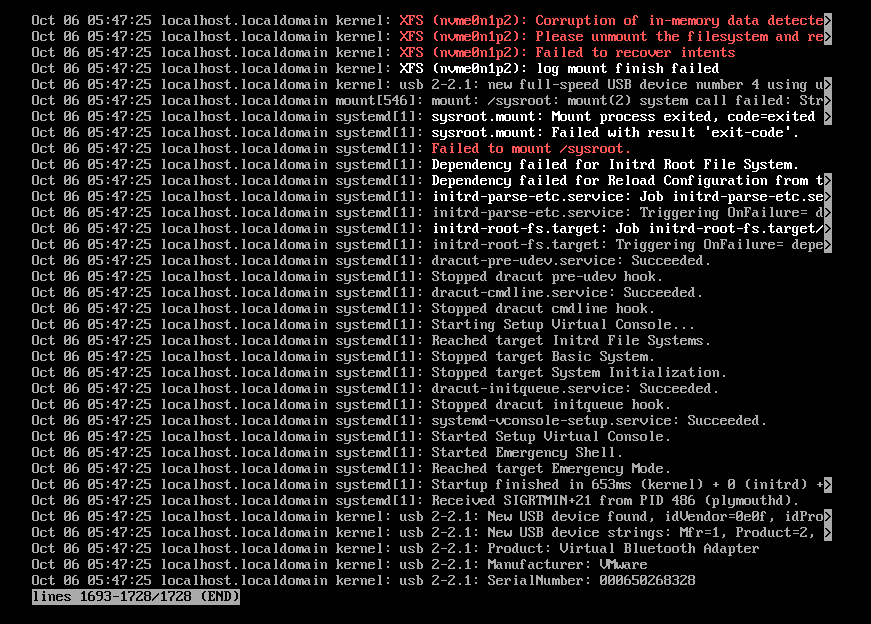 Oct 06 05:47:25 localhost.localdomain kernel: XFS (nvme0n1p2): Corruption of in-memory data detecte>
Oct 06 05:47:25 localhost.localdomain kernel: XFS (nvme0n1p2): Please unmount the filesystem and re>
Oct 06 05:47:25 localhost.localdomain kernel: XFS (nvme0n1p2): Failed to recover intents
Oct 06 05:47:25 localhost.localdomain kernel: XFS (nvme0n1p2): log mount finish failed
Oct 06 05:47:25 localhost.localdomain kernel: usb 2-2.1: new full-speed USB device number 4 using u>
Oct 06 05:47:25 localhost.localdomain mount[546]: mount: /sysroot: mount(2) system call failed: Str>
Oct 06 05:47:25 localhost.localdomain systemd[1]: sysroot.mount: Mount process exited, code=exited >
Oct 06 05:47:25 localhost.localdomain systemd[1]: sysroot.mount: Failed with result 'exit-code'.
Oct 06 05:47:25 localhost.localdomain systemd[1]: Failed to mount /sysroot.
Oct 06 05:47:25 localhost.localdomain systemd[1]: Dependency failed for Initrd Root File System.
Oct 06 05:47:25 localhost.localdomain systemd[1]: Dependency failed for Reload Configuration from t>
Oct 06 05:47:25 localhost.localdomain systemd[1]: initrd-parse-etc.service: Job initrd-parse-etc.se>
Oct 06 05:47:25 localhost.localdomain systemd[1]: initrd-parse-etc.service: Triggering OnFailure= d>
Oct 06 05:47:25 localhost.localdomain systemd[1]: initrd-root-fs.target: Job initrd-root-fs.target/>
Oct 06 05:47:25 localhost.localdomain systemd[1]: initrd-root-fs.target: Triggering OnFailure= depe>
Oct 06 05:47:25 localhost.localdomain systemd[1]: dracut-pre-udev.service: Succeeded.
Oct 06 05:47:25 localhost.localdomain systemd[1]: Stopped dracut pre-udev hook.
Oct 06 05:47:25 localhost.localdomain systemd[1]: dracut-cmdline.service: Succeeded.
Oct 06 05:47:25 localhost.localdomain systemd[1]: Stopped dracut cmdline hook.
Oct 06 05:47:25 localhost.localdomain systemd[1]: Starting Setup Virtual Console...
Oct 06 05:47:25 localhost.localdomain systemd[1]: Reached target Initrd File Systems.
Oct 06 05:47:25 localhost.localdomain systemd[1]: Stopped target Basic System.
Oct 06 05:47:25 localhost.localdomain systemd[1]: Stopped target System Initialization.
Oct 06 05:47:25 localhost.localdomain systemd[1]: dracut-initqueue.service: Succeeded.
Oct 06 05:47:25 localhost.localdomain systemd[1]: Stopped dracut initqueue hook.
Oct 06 05:47:25 localhost.localdomain systemd[1]: systemd-vconsole-setup.service: Succeeded.
Oct 06 05:47:25 localhost.localdomain systemd[1]: Started Setup Virtual Console.
Oct 06 05:47:25 localhost.localdomain systemd[1]: Started Emergency Shell.
Oct 06 05:47:25 localhost.localdomain systemd[1]: Reached target Emergency Mode.
Oct 06 05:47:25 localhost.localdomain systemd[1]: Startup finished in 653ms (kernel) + 0 (initrd) +>
Oct 06 05:47:25 localhost.localdomain systemd[1]: Received SIGRTMIN+21 from PID 486 (plymouthd).
Oct 06 05:47:25 localhost.localdomain kernel: usb 2-2.1: New USB device found, idVendor=0e0f, idPro>
Oct 06 05:47:25 localhost.localdomain kernel: usb 2-2.1: New USB device strings: Mfr=1, Product=2, >
Oct 06 05:47:25 localhost.localdomain kernel: usb 2-2.1: Product: Virtual Bluetooth Adapter
Oct 06 05:47:25 localhost.localdomain kernel: usb 2-2.1: Manufacturer: VMware
Oct 06 05:47:25 localhost.localdomain kernel: usb 2-2.1: SerialNumber: 000650268328
lines 1693-1728/1728 (END)